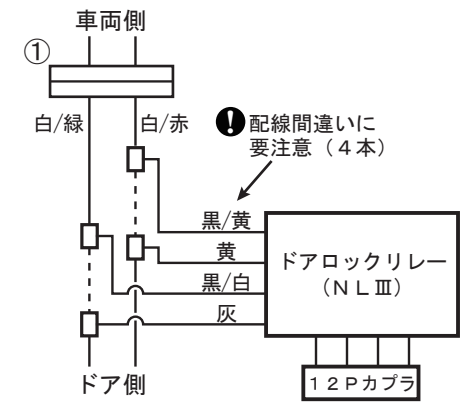 車両側
①
白/緑
白/赤
!配線間違いに
要注意（４本）
黒/黄
黄
黒/白
灰
ドアロックリレー
（ＮＬⅢ）
ドア側
１２Ｐカプラ